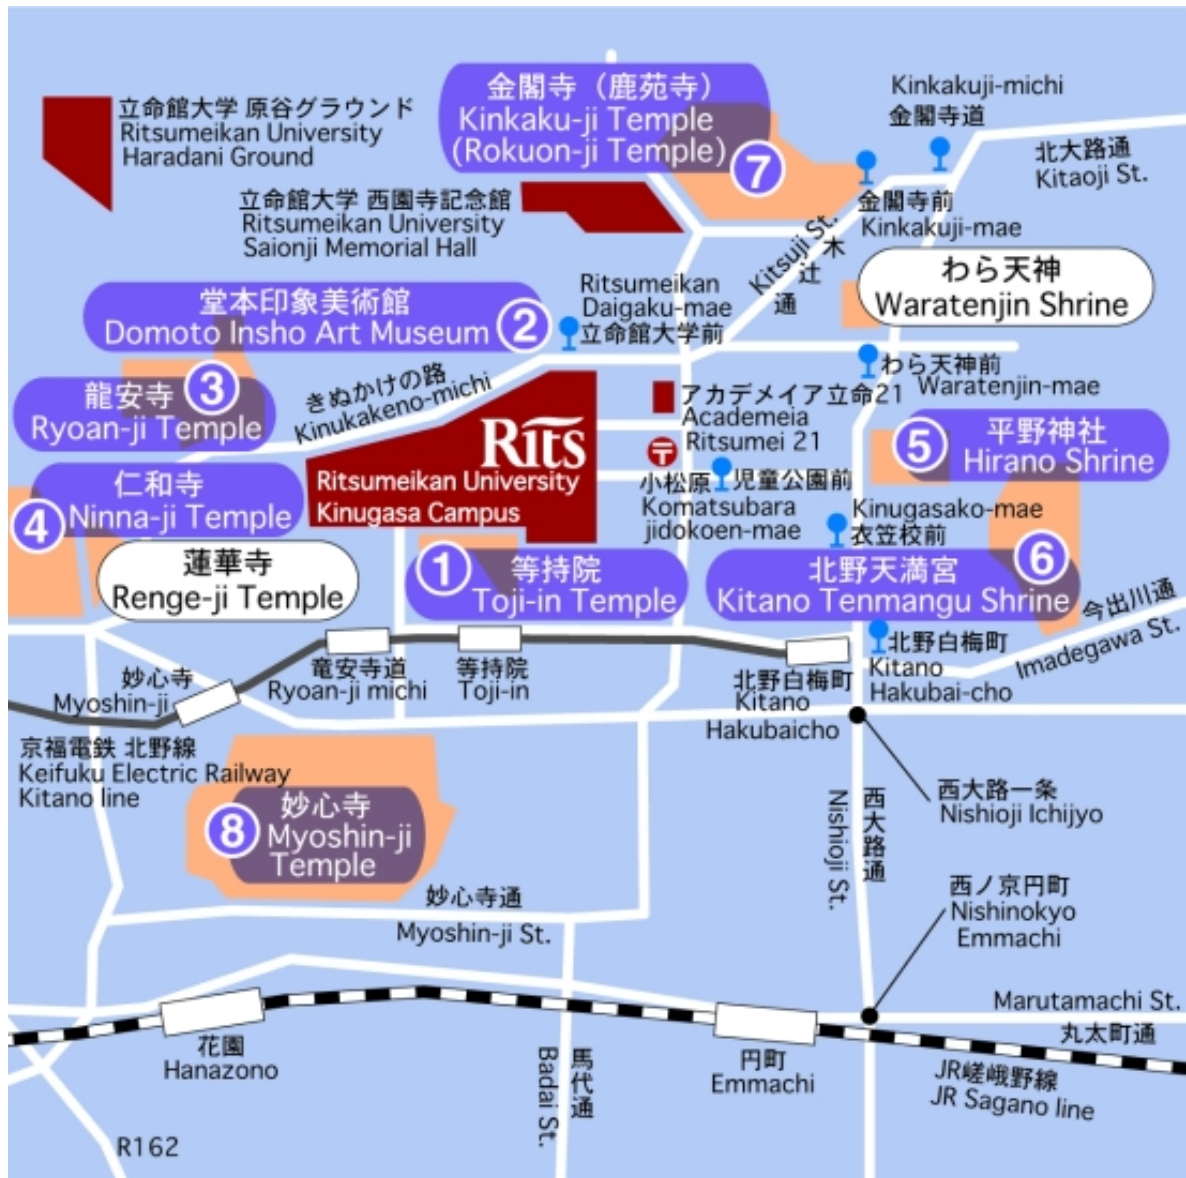 金閣寺（鹿苑寺）
Kinkaku-ji Temple
(Rokuon-ji Temple)
7
Kinkakuji-michi
金閣寺道
立命館大学 原谷グラウンド
Ritsumeikan University
Haradani Ground
北大路通
Kitaoji St.
立命館大学 西園寺記念館
Ritsumeikan University
Saionji Memorial Hall
金閣寺前
Kinkakuji-mae
Kitsuji St.
木辻通
わら天神
Waratenjin Shrine
堂本印象美術館
Domoto Insho Art Museum
2
Ritsumeikan
Daigaku-mae
立命館大学前
わら天神前
Waratenjin-mae
龍安寺
Ryoan-ji Temple
3
きぬかけの路
Kinukakeno-michi
アカデメイア立命21
Academeia
Ritsumei 21
平野神社
Hirano Shrine
5
Rits
Ritsumeikan University
Kinugasa Campus
〒
小松原児童公園前
Komatsubara
jidokoen-mae
仁和寺
Ninna-ji Temple
4
Kinugasako-mae
衣笠校前
蓮華寺
Renge-ji Temple
1
等持院
Toji-in Temple
北野天満宮
Kitano Tenmangu Shrine
6
今出川通
Imadegawa St.
北野白梅町
Kitano
Hakubai-cho
妙心寺
Myoshin-ji
竜安寺道
Ryoan-ji michi
等持院
Toji-in
北野白梅町
Kitano
Hakubaicho
京福電鉄 北野線
Keifuku Electric Railway
Kitano line
8
妙心寺
Myoshin-ji
Temple
西大路一条
Nishioji Ichijyo
西大路通
Nishioji St.
妙心寺通
Myoshin-ji St.
西ノ京円町
Nishinokyo
Emmachi
Marutamachi St.
丸太町通
花園
Hanazono
馬代通
Badai St.
円町
Emmachi
JR嵯峨野線
JR Sagano line
R162